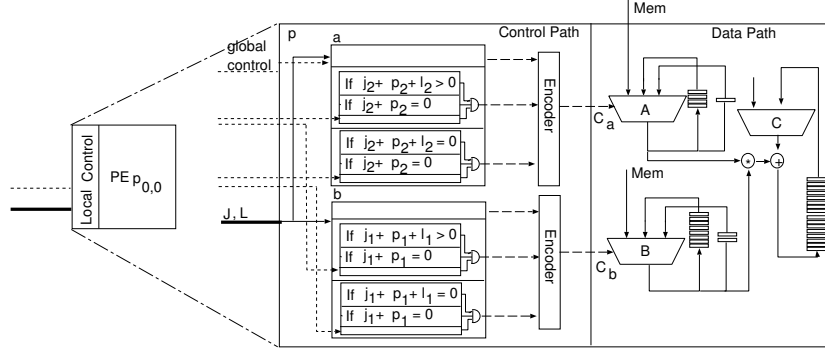 Mem
global
control
p
a
Control Path
Data Path
If j2+ p2+ l2 > 0
If j2+ p2 = 0
If j2+ p2+ l2 = 0
If j2+ p2 = 0
Encoder
Ca
A
C
Local Control
PE p0,0
*
+
J, L
b
Mem
If j1+ p1+ l1 > 0
If j1+ p1 = 0
If j1+ p1+ l1 = 0
If j1+ p1 = 0
Encoder
Cb
B